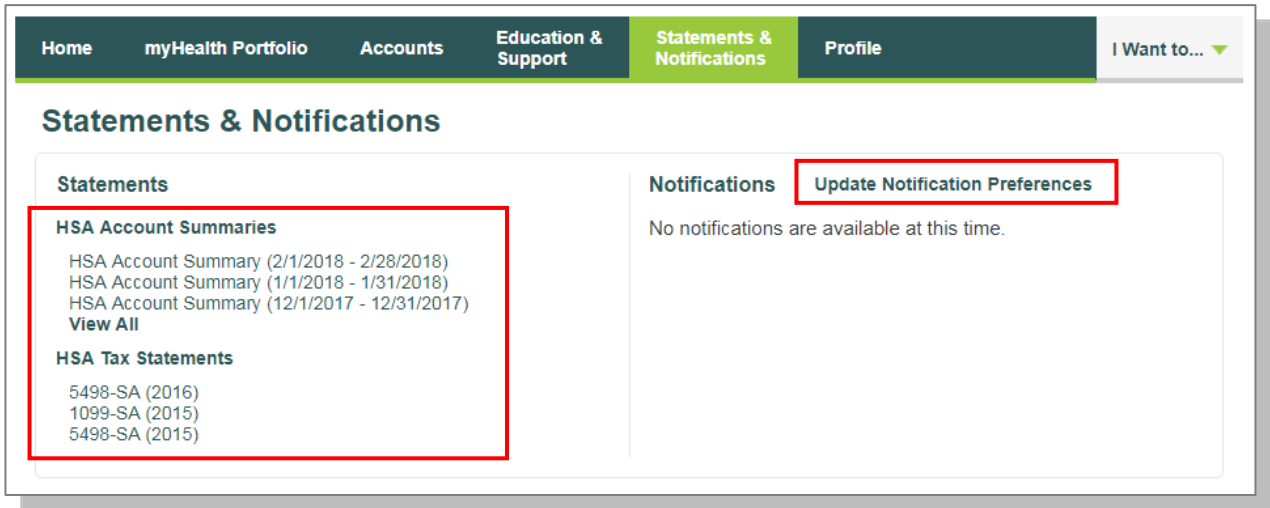 Home
myHealth Portfolio
Accounts
Education &
Support
Statements &
Notifications
Profile
I Want to...
Statements & Notifications
Statements
HSA Account Summaries
HSA Account Summary (2/1/2018 - 2/28/2018)
HSA Account Summary (1/1/2018 - 1/31/2018)
HSA Account Summary (12/1/2017 - 12/31/2017)
View All
HSA Tax Statements
5498-SA (2016)
1099-SA (2015)
5498-SA (2015)
Notifications
Update Notification Preferences
No notifications are available at this time.